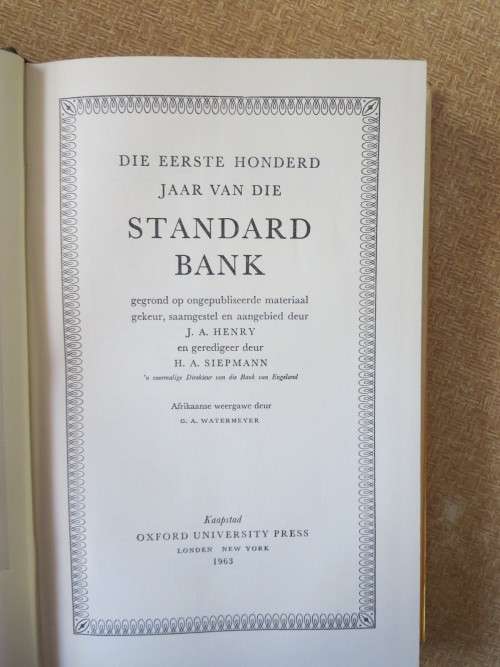 DIE EERSTE HONDERD
JAAR VAN DIE
STANDARD
BANK
gegrond op ongepubliseerde materiaal
gekeur, saamgestel en aangebied deur
J. A. HENRY
en geredigeer deur
H. A. SIEPMANN
'n voormalige Direkteur van die Bank van Engeland
Afrikaanse weergawe deur
G. A. WATERMEYER
Kaapstad
OXFORD UNIVERSITY PRESS
LONDEN NEW YORK
1963